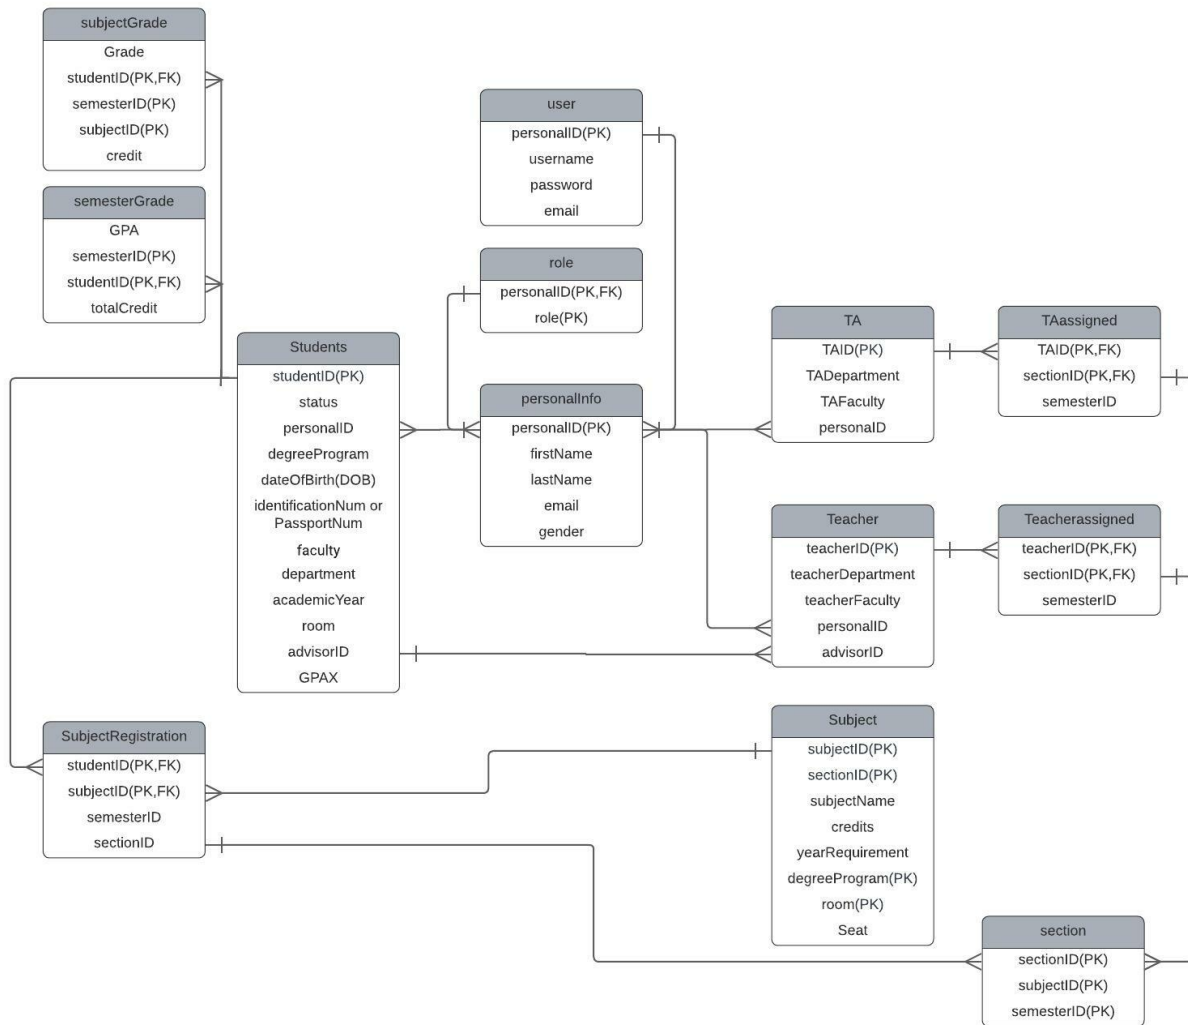 subjectGrade
Grade
studentID(PK,FK)
semesterID(PK)
subjectID(PK)
credit
semesterGrade
GPA
semesterID(PK)
studentID(PK,FK)
totalCredit
user
personalID(PK)
username
password
email
role
personalID(PK,FK)
role(PK)
Students
studentID(PK)
status
personalID
degreeProgram
dateOfBirth(DOB)
identificationNum or
PassportNum
faculty
department
academicYear
room
advisorID
GPAX
personalInfo
personalID(PK)
firstName
lastName
email
gender
TA
TAID(PK)
TADepartment
TAFaculty
personaID
TAassigned
TAID(PK,FK)
sectionID(PK,FK)
semesterID
Teacher
teacherID(PK)
teacherDepartment
teacherFaculty
personalID
advisorID
Teacherassigned
teacherID(PK,FK)
sectionID(PK,FK)
semesterID
SubjectRegistration
studentID(PK,FK)
subjectID(PK,FK)
semesterID
sectionID
Subject
subjectID(PK)
sectionID(PK)
subjectName
credits
yearRequirement
degreeProgram(PK)
room(PK)
Seat
section
sectionID(PK)
subjectID(PK)
semesterID(PK)